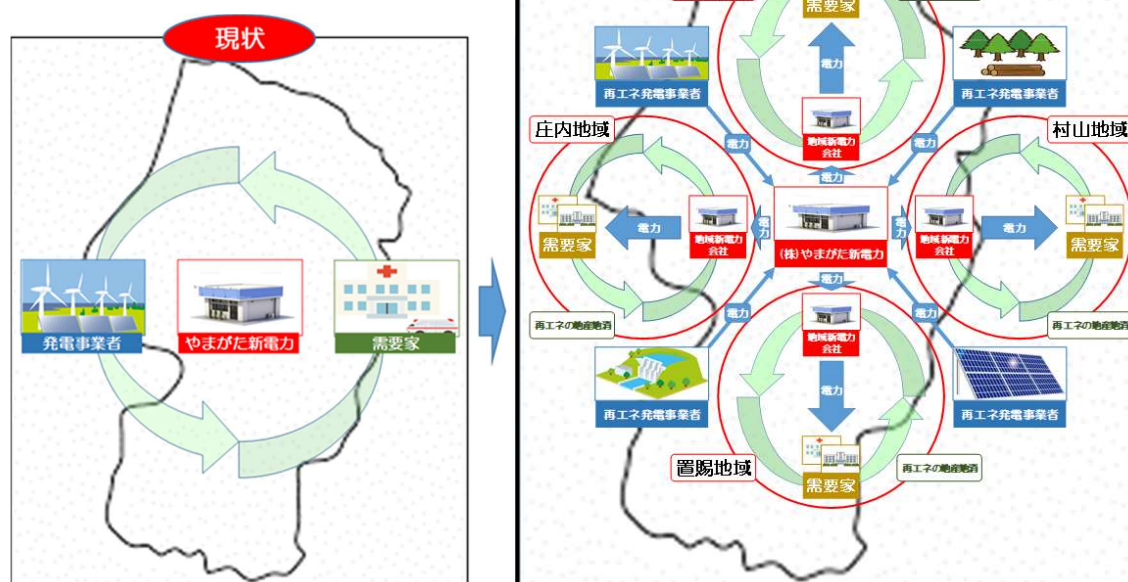 現状
発電事業者
やまがた新電力
需要家
需要家
電力
再エネ発電事業者
再エネ発電事業者
地域新電力
会社
電力
電力
電力
庄内地域
村山地域
需要家
電力
地域新電力
会社
電力
(株)やまがた新電力
電力
地域新電力
会社
電力
需要家
再エネの地産地消
電力
電力
電力
再エネの地産地消
地域新電力
会社
再エネ発電事業者
電力
再エネ発電事業者
置賜地域
需要家
再エネの地産地消